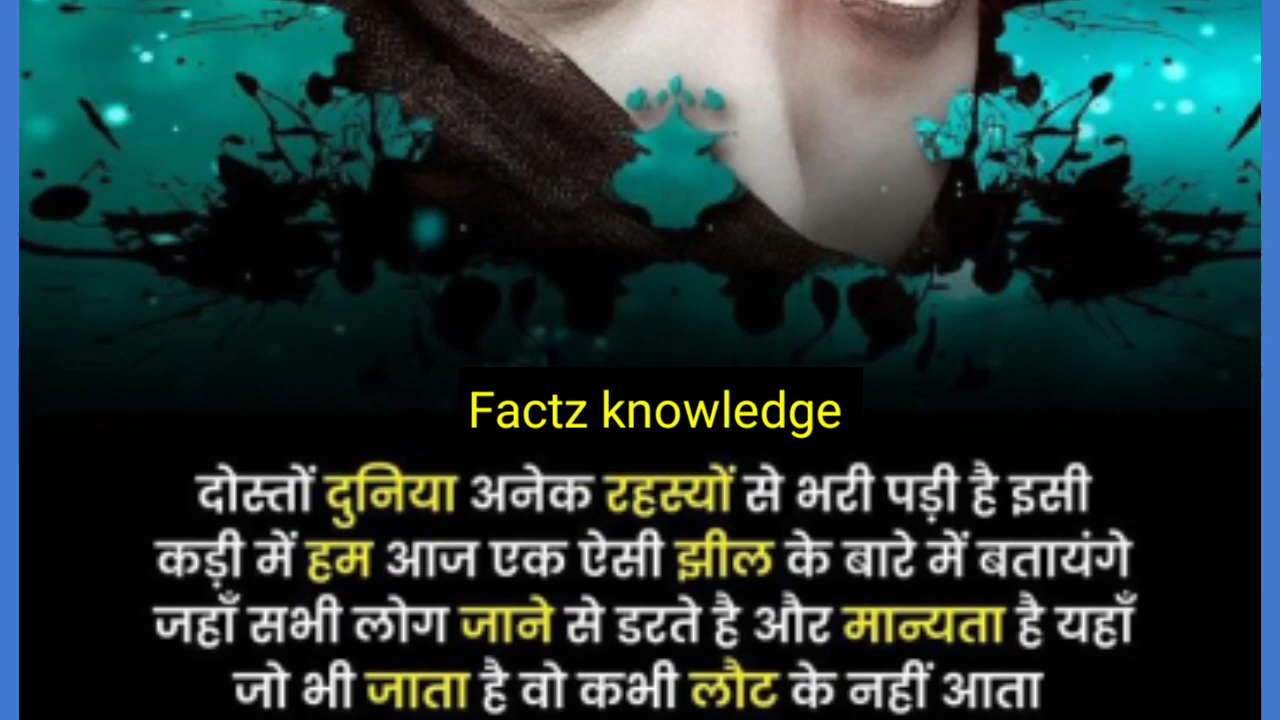 Factz knowledge
दोस्तों दुनिया अनेक रहस्यों से भरी पड़ी है इसी
कड़ी में हम आज एक ऐसी झील के बारे में बतायंगे
जहाँ सभी लोग जाने से डरते है और मान्यता है यहाँ
जो भी जाता है वो कभी लौट के नहीं आता